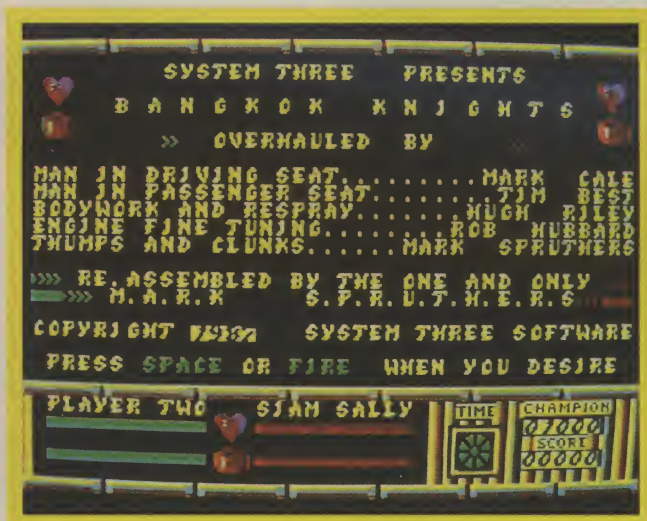 SYSTEM THREE PRESENTS
BANGKOK KNIGHTS
>> OVERHAULED BY >>
MAN IN DRIVING SEAT..........MARK CALE
MAN IN PASSENGER SEAT........TIM BEST
BODYWORK AND RESPRAY.......HUGH RILEY
ENGINE FINE TUNING........ROB HUBBARD
THUMPS AND CLUNKS......MARK SPRUTHERS
>>>> RE.ASSEMBLED BY THE ONE AND ONLY
>>>> M.A.R.K S.P.R.U.T.H.E.R.S
COPYRIGHT SYSTEM THREE SOFTWARE
PRESS SPACE OR FIRE WHEN YOU DESIRE
PLAYER TWO SIAM SALLY TIME CHAMPION
07000
SCORE
00000